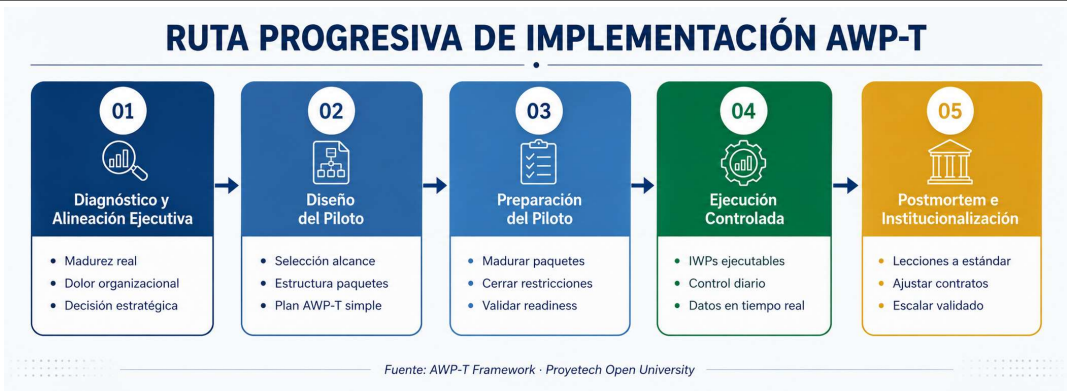 RUTA PROGRESIVA DE IMPLEMENTACIÓN AWP-T
01
Diagnóstico y
Alineación Ejecutiva
• Madurez real
• Dolor organizacional
• Decisión estratégica
02
Diseño
del Piloto
• Selección alcance
• Estructura paquetes
• Plan AWP-T simple
03
Preparación
del Piloto
• Madurar paquetes
• Cerrar restricciones
• Validar readiness
04
Ejecución
Controlada
• IWPs ejecutables
• Control diario
• Datos en tiempo real
05
Postmortem e
Institucionalización
• Lecciones a estándar
• Ajustar contratos
• Escalar validado
Fuente: AWP-T Framework · Proyetech Open University